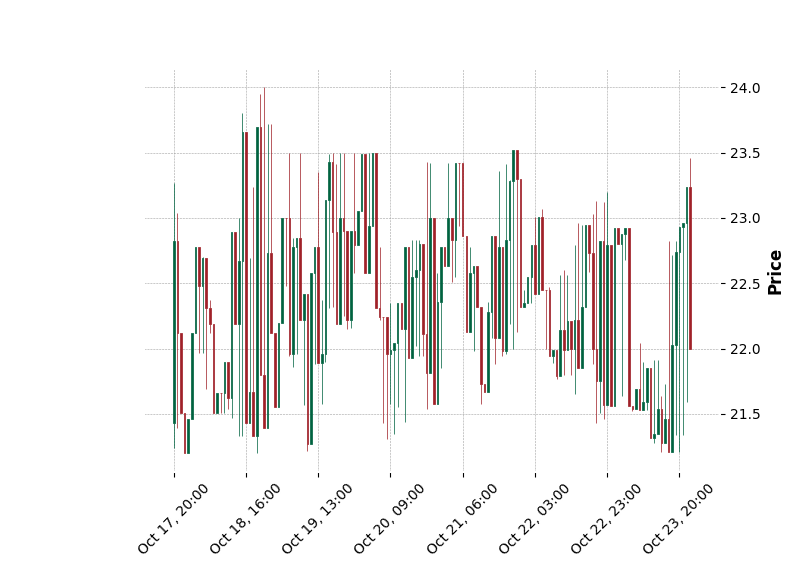 24.0
23.5
23.0
22.5
22.0
21.5
Price
Oct 17, 20:00
Oct 18, 16:00
Oct 19, 13:00
Oct 20, 09:00
Oct 21, 06:00
Oct 22, 03:00
Oct 22, 23:00
Oct 23, 20:00